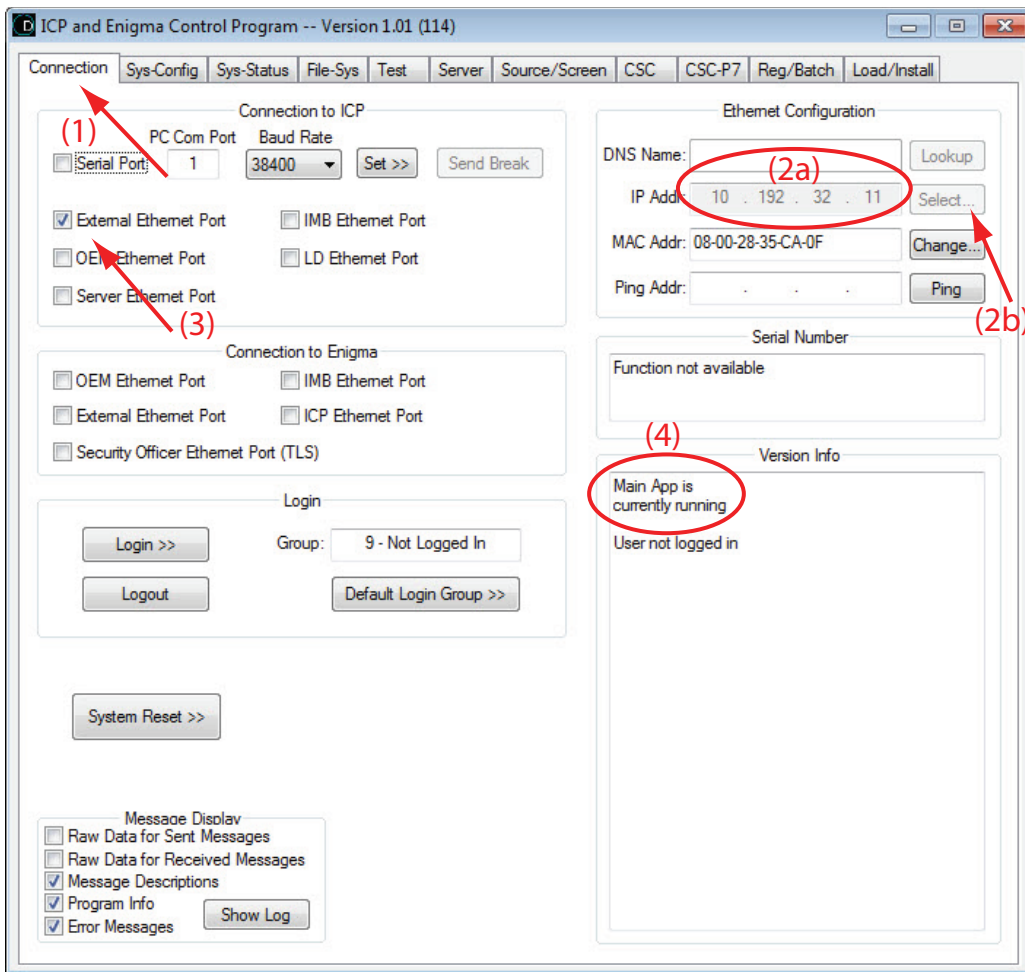 ICP and Enigma Control Program -- Version 1.01 (114)
Connection Sys-Config Sys-Status File-Sys Test Server Source/Screen CSC CSC-P7 Reg/Batch Load/Install
(1)
Connection to ICP
PC Com Port Baud Rate
Serial Port 1 38400 Set >> Send Break
External Ethernet Port IMB Ethernet Port
OEM Ethernet Port LD Ethernet Port
Server Ethernet Port
(3)
Connection to Enigma
OEM Ethernet Port IMB Ethernet Port
External Ethernet Port ICP Ethernet Port
Security Officer Ethernet Port (TLS)
Login
Login >> Group: 9 - Not Logged In
Logout Default Login Group >>
System Reset >>
Message Display
Raw Data for Sent Messages
Raw Data for Received Messages
Message Descriptions
Program Info
Error Messages
Show Log
Ethernet Configuration
DNS Name: Lookup
(2a)
IP Addr: 10 . 192 . 32 . 11 Select...
MAC Addr: 08-00-28-35-CA-0F Change...
Ping Addr: . . . Ping
(2b)
Serial Number
Function not available
(4)
Version Info
Main App is
currently running
User not logged in